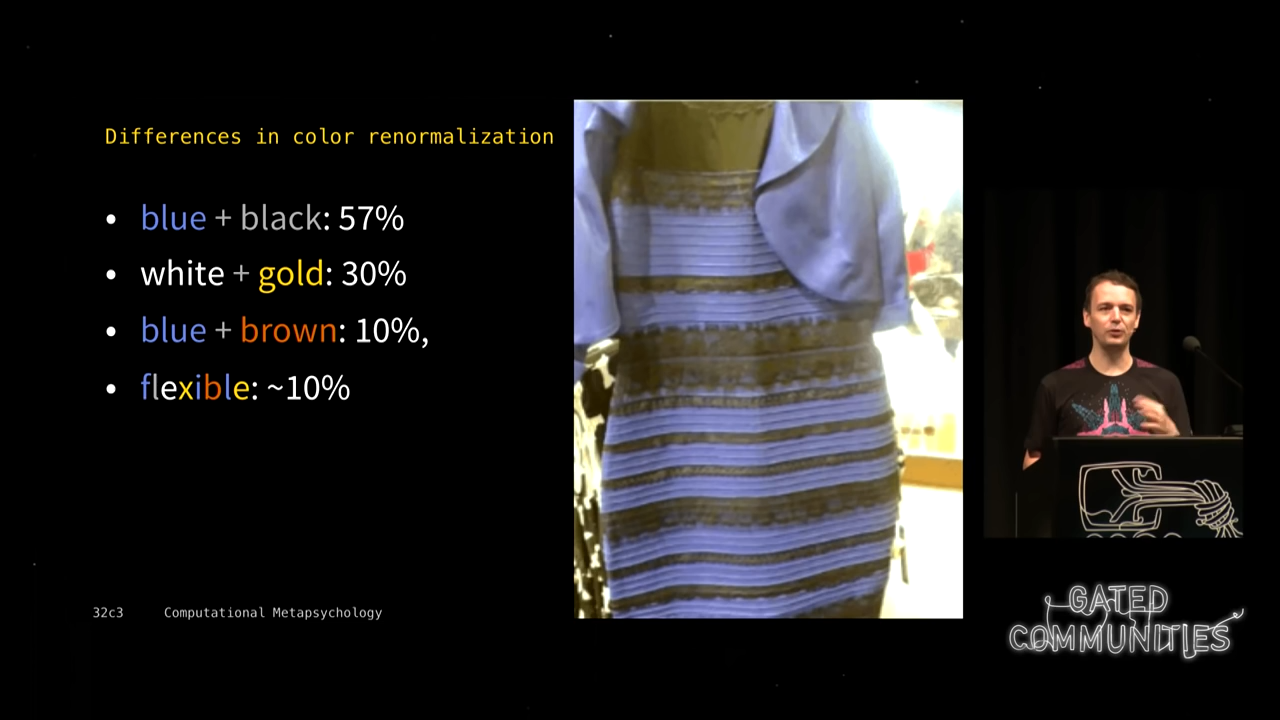 Differences in color renormalization
• blue + black: 57%
• white + gold: 30%
• blue + brown: 10%,
• flexible: ~10%
32c3 Computational Metapsychology
GATED
COMMUNITIES